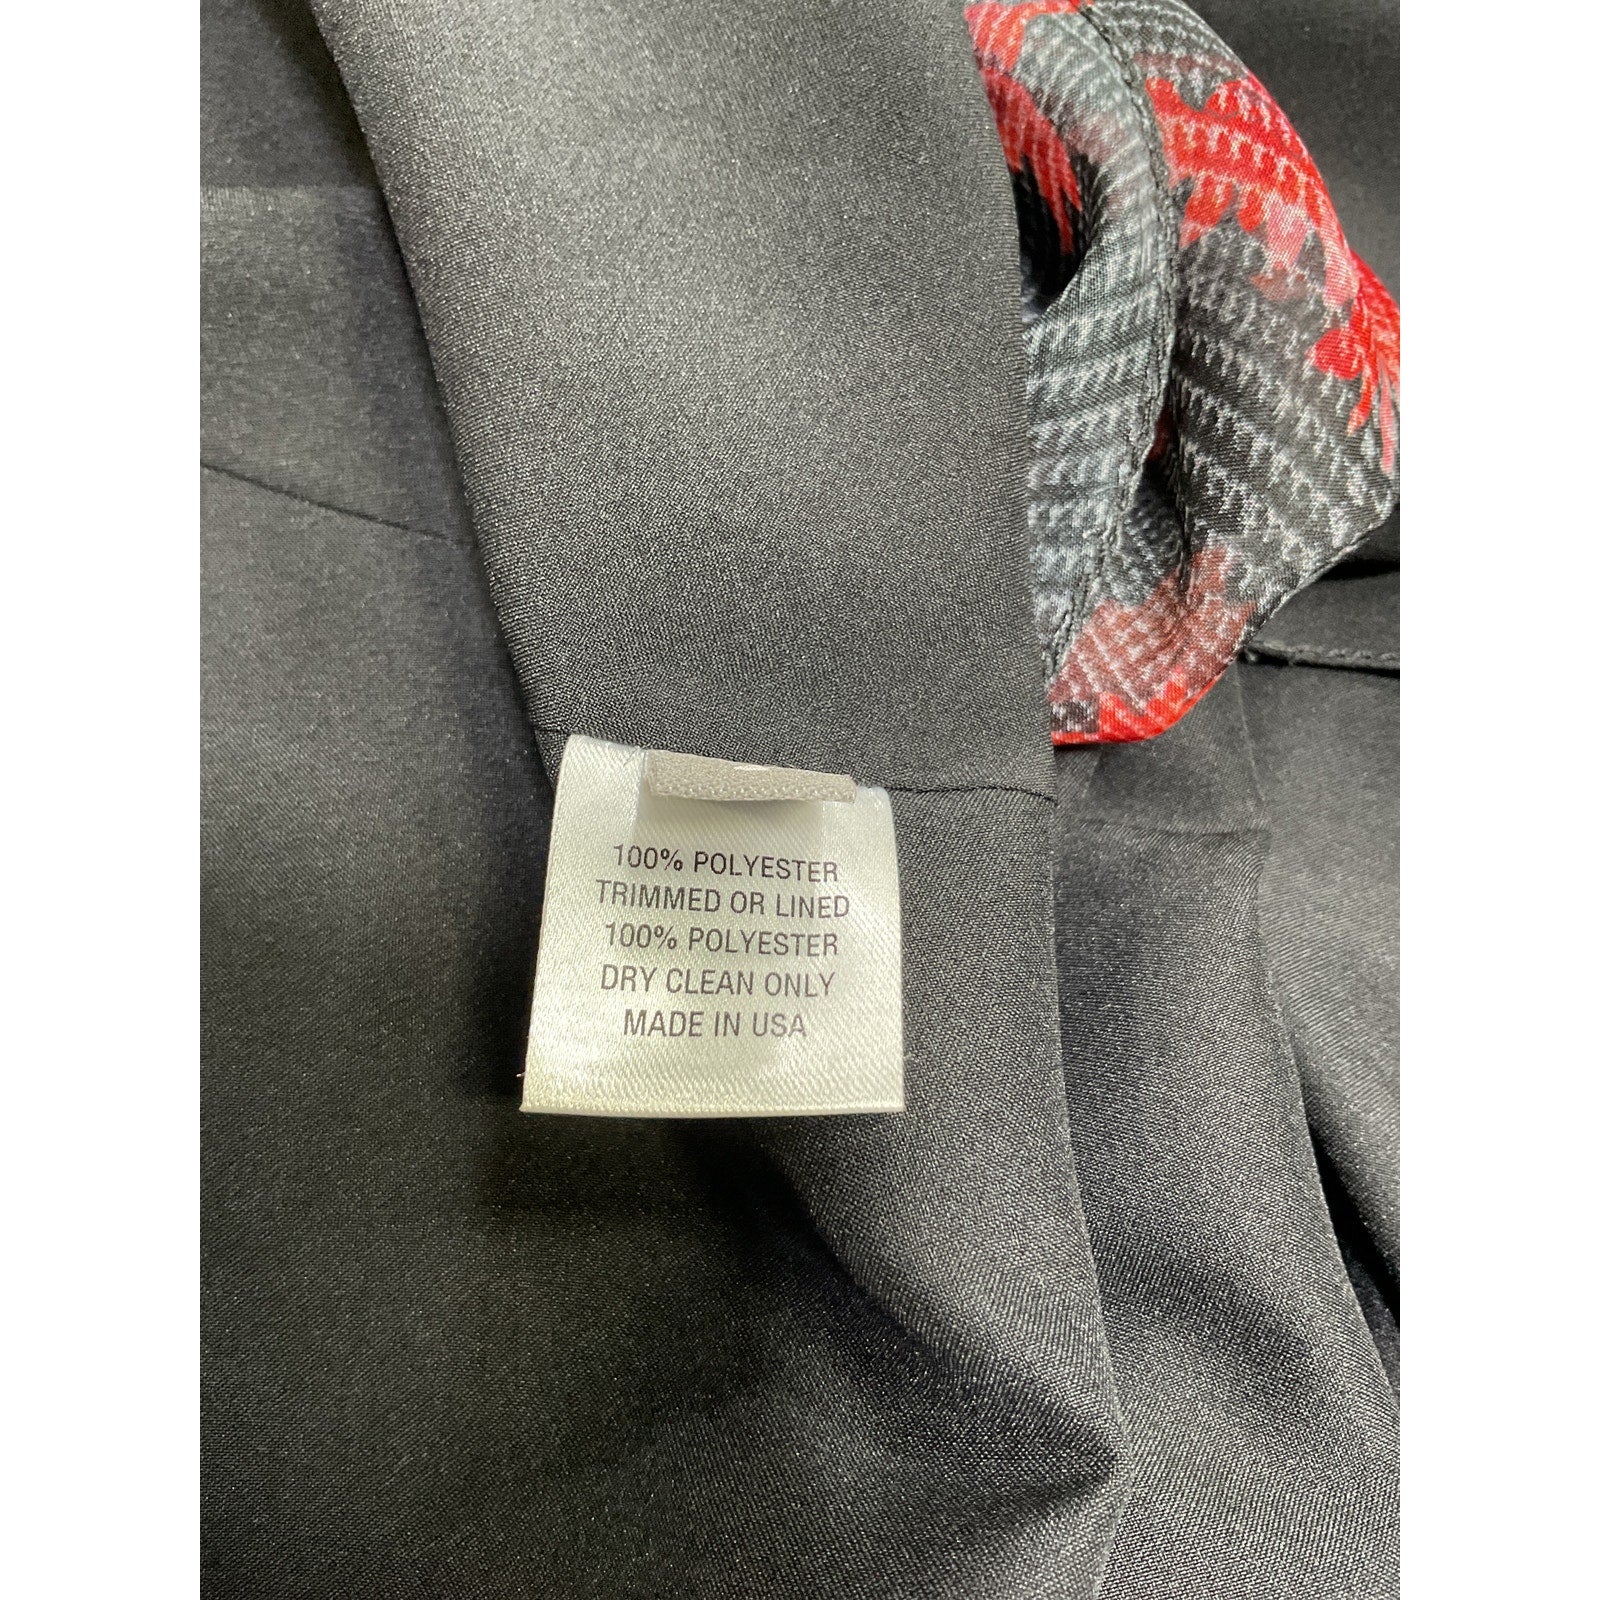 100% POLYESTER
TRIMMED OR LINED
100% POLYESTER
DRY CLEAN ONLY
MADE IN USA